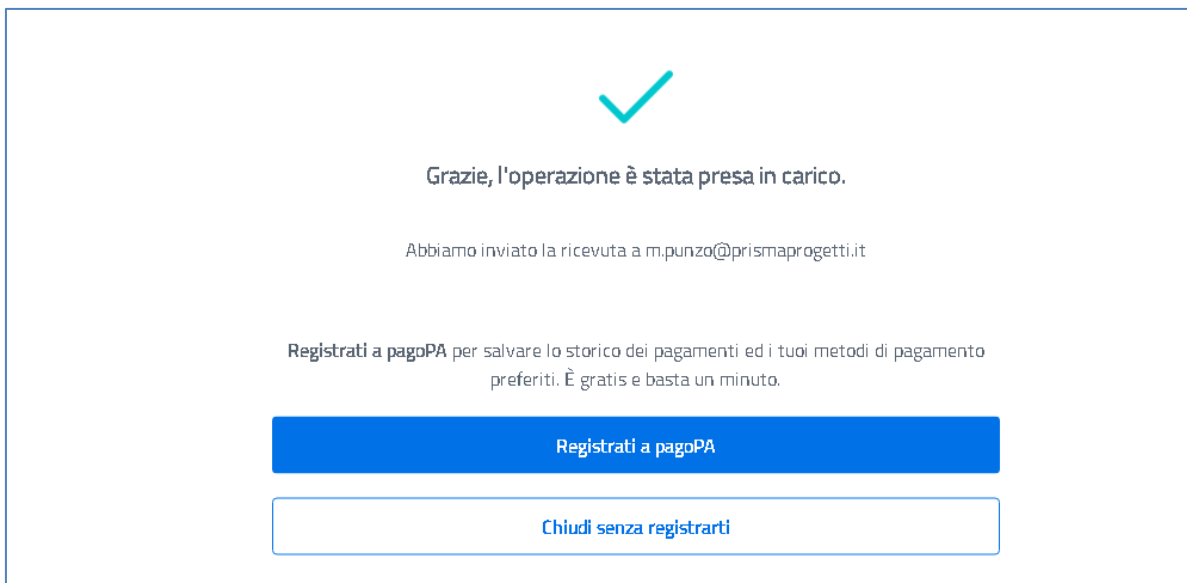 Grazie, l'operazione è stata presa in carico.
Abbiamo inviato la ricevuta a m.punzo@prismaprogetti.it
Registrati a pagoPA per salvare lo storico dei pagamenti ed i tuoi metodi di pagamento
preferiti. È gratis e basta un minuto.
Registrati a pagoPA
Chiudi senza registrarti